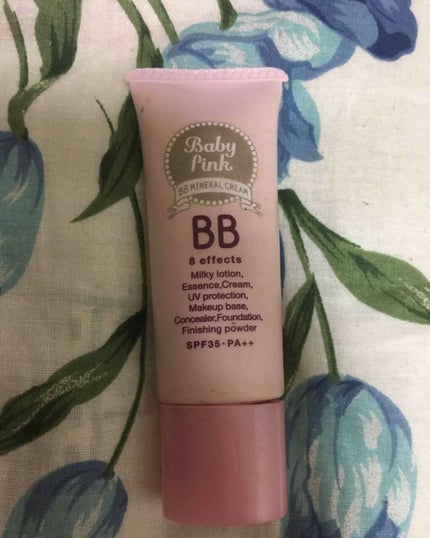 Baby
Pink
BB MINERAL CREAM
BB
8 effects
Milky lotion,
Essence,Cream,
UV protection,
Makeup base,
Concealer,Foundation,
Finishing powder
SPF35・PA++